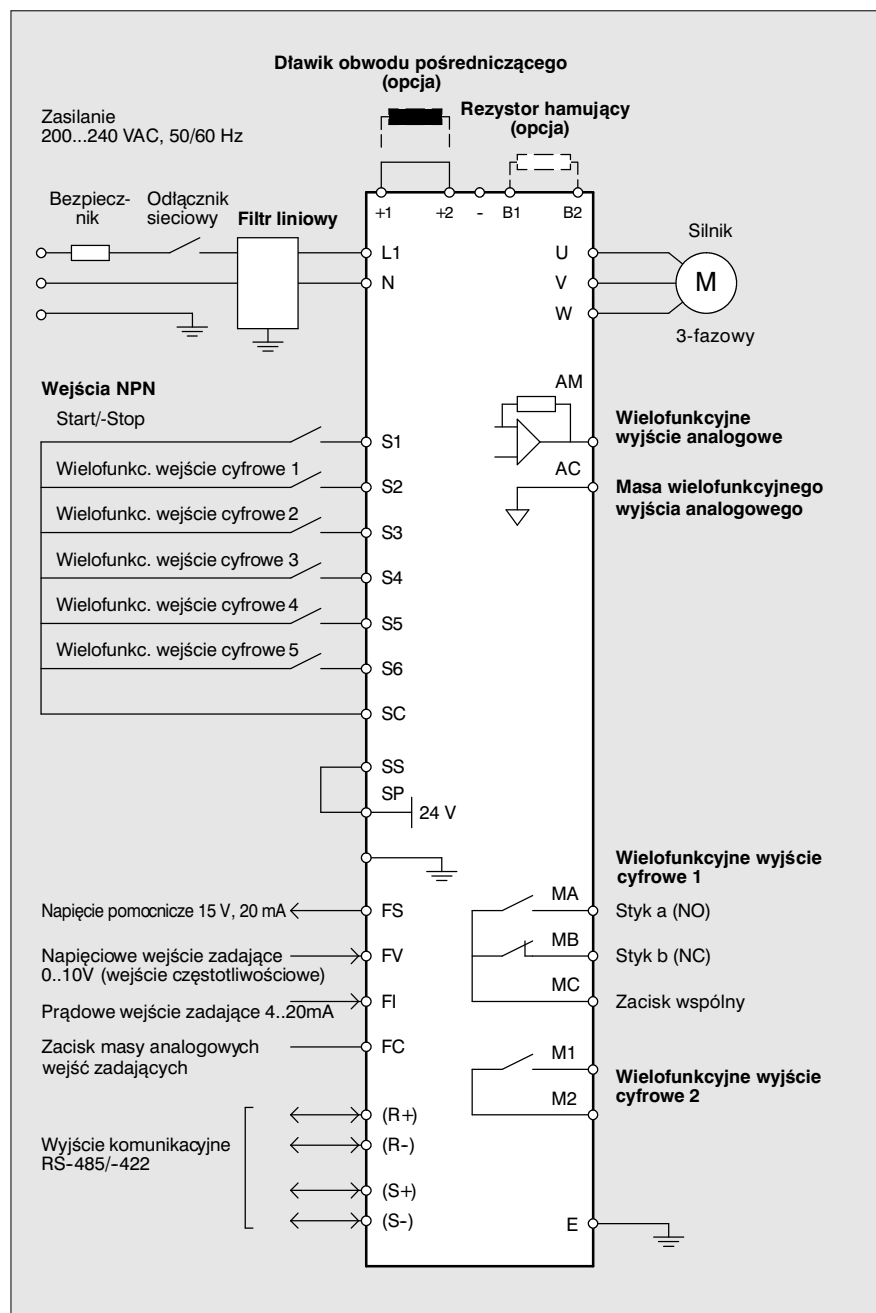 Dławik obwodu pośredniczącego
(opcja)
Rezystor hamujący
(opcja)
Zasilanie
200...240 VAC, 50/60 Hz
+1
+2
-
B1
B2
Bezpiecz-
nik
Odłącznik
sieciowy
Filtr liniowy
L1
N
U
V
W
Silnik
M
3-fazowy
Wejścia NPN
Start/-Stop
S1
Wielofunkc. wejście cyfrowe 1
S2
Wielofunkc. wejście cyfrowe 2
S3
Wielofunkc. wejście cyfrowe 3
S4
Wielofunkc. wejście cyfrowe 4
S5
Wielofunkc. wejście cyfrowe 5
S6
SC
SS
SP
24 V
AM
Wielofunkcyjne
wyjście analogowe
AC
Masa wielofunkcyjnego
wyjścia analogowego
Napięcie pomocnicze 15 V, 20 mA
FS
Napięciowe wejście zadające
0..10V (wejście częstotliwościowe)
FV
Prądowe wejście zadające 4..20mA
FI
Zacisk masy analogowych
wejść zadających
FC
Wyjście komunikacyjne
RS-485/-422
(R+)
(R-)
(S+)
(S-)
Wielofunkcyjne wyjście
cyfrowe 1
MA
Styk a (NO)
MB
Styk b (NC)
MC
Zacisk wspólny
M1
M2
Wielofunkcyjne wyjście
cyfrowe 2
E